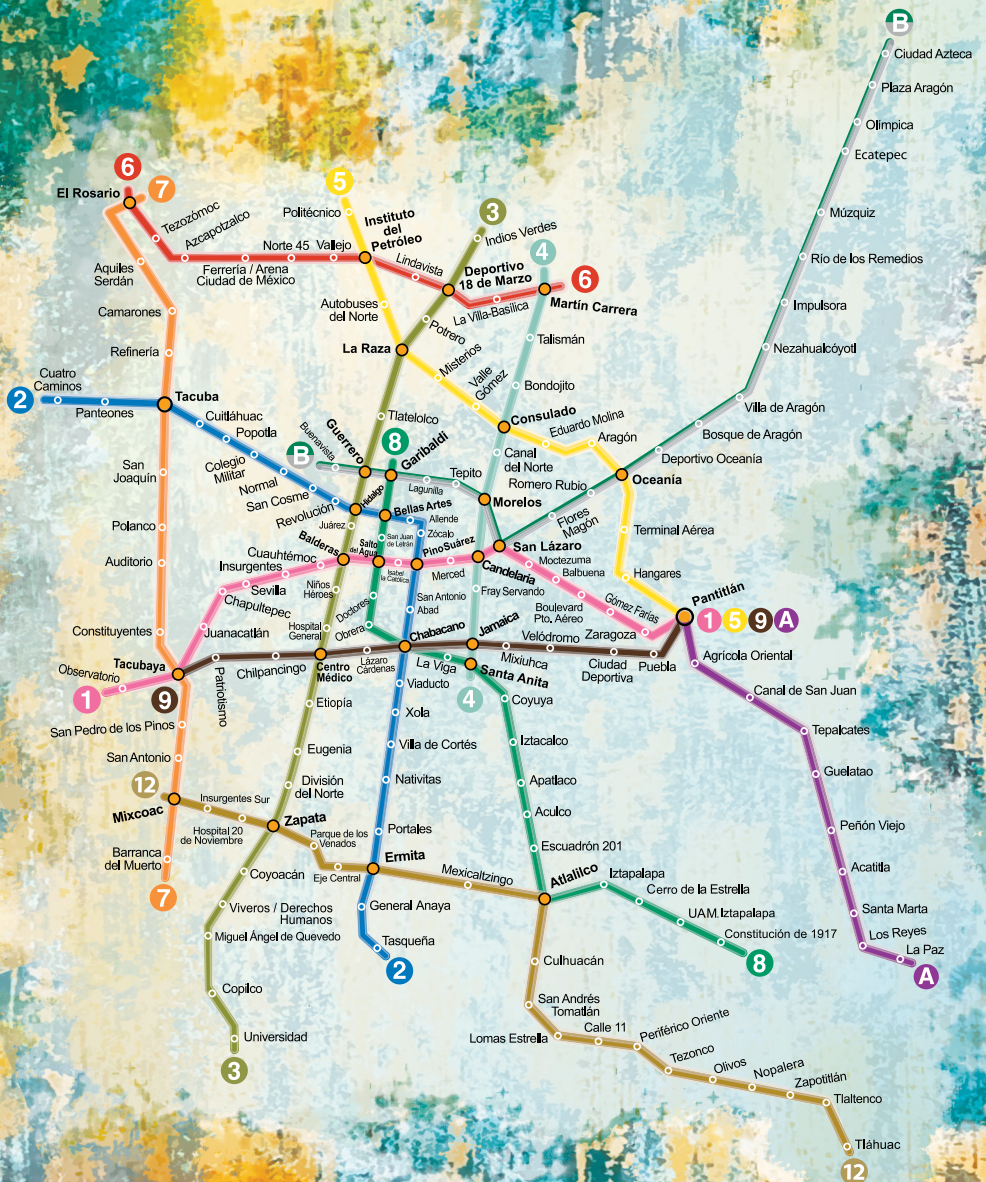 B
Ciudad Azteca
Plaza Aragón
Olímpica
Ecatepec
Múzquiz
Río de los Remedios
Impulsora
Nezahualcóyotl
Villa de Aragón
Bosque de Aragón
Deportivo Oceanía
Oceanía
Romero Rubio
Flores
Magón
San Lázaro
Morelos
Tepito
Lagunilla
Garibaldi
Guerrero
Buenavista
B
6
7
El Rosario
Tezozómoc
Azcapotzalco
Ferrería / Arena
Ciudad de México
Norte 45
Vallejo
Instituto
del
Petróleo
Lindavista
Deportivo
18 de Marzo
La Villa-Basilica
Martín Carrera
6
5
Politécnico
Autobuses
del Norte
La Raza
Misterios
Valle
Gómez
Consulado
Eduardo Molina
Aragón
Terminal Aérea
Hangares
Pantitlán
1
5
9
A
3
Indios Verdes
Potrero
Tlatelolco
Hidalgo
Juárez
Balderas
Niños
Héroes
Hospital
General
Centro
Médico
Etiopía
Eugenia
División
del Norte
Zapata
Coyoacán
Viveros / Derechos
Humanos
Miguel Ángel de Quevedo
Copilco
Universidad
3
4
Talismán
Bondojito
Canal
del Norte
Candelaria
Fray Servando
Jamaica
Santa Anita
4
Aquiles
Serdán
Camarones
Refinería
Tacuba
San
Joaquín
Polanco
Auditorio
Constituyentes
Tacubaya
San Pedro de los Pinos
San Antonio
Mixcoac
Barranca
del Muerto
7
2
Cuatro
Caminos
Panteones
Cuitláhuac
Popotla
Colegio
Militar
Normal
San Cosme
Revolución
Bellas Artes
Allende
Zócalo
Pino Suárez
San Antonio
Abad
Chabacano
Viaducto
Xola
Villa de Cortés
Nativitas
Portales
Ermita
General Anaya
Tasqueña
2
8
San Juan
de Letrán
Salto
del Agua
Doctores
Obrera
La Viga
Coyuya
Iztacalco
Apatlaco
Aculco
Escuadrón 201
Atlalilco
Iztapalapa
Cerro de la Estrella
UAM. Iztapalapa
Constitución de 1917
8
1
Observatorio
Juanacatlán
Chapultepec
Sevilla
Insurgentes
Cuauhtémoc
Isabel
la Católica
Merced
Moctezuma
Balbuena
Boulevard
Pto. Aéreo
Gómez Farías
Zaragoza
9
Patriotismo
Chilpancingo
Lázaro
Cárdenas
Mixiuhca
Velódromo
Ciudad
Deportiva
Puebla
Agrícola Oriental
Canal de San Juan
Tepalcates
Guelatao
Peñón Viejo
Acatitla
Santa Marta
Los Reyes
La Paz
A
12
Insurgentes Sur
Hospital 20
de Noviembre
Parque de los
Venados
Eje Central
Mexicaltzingo
Culhuacán
San Andrés
Tomatlán
Lomas Estrella
Calle 11
Periférico Oriente
Tezonco
Olivos
Nopalera
Zapotitlán
Tlaltenco
Tláhuac
12